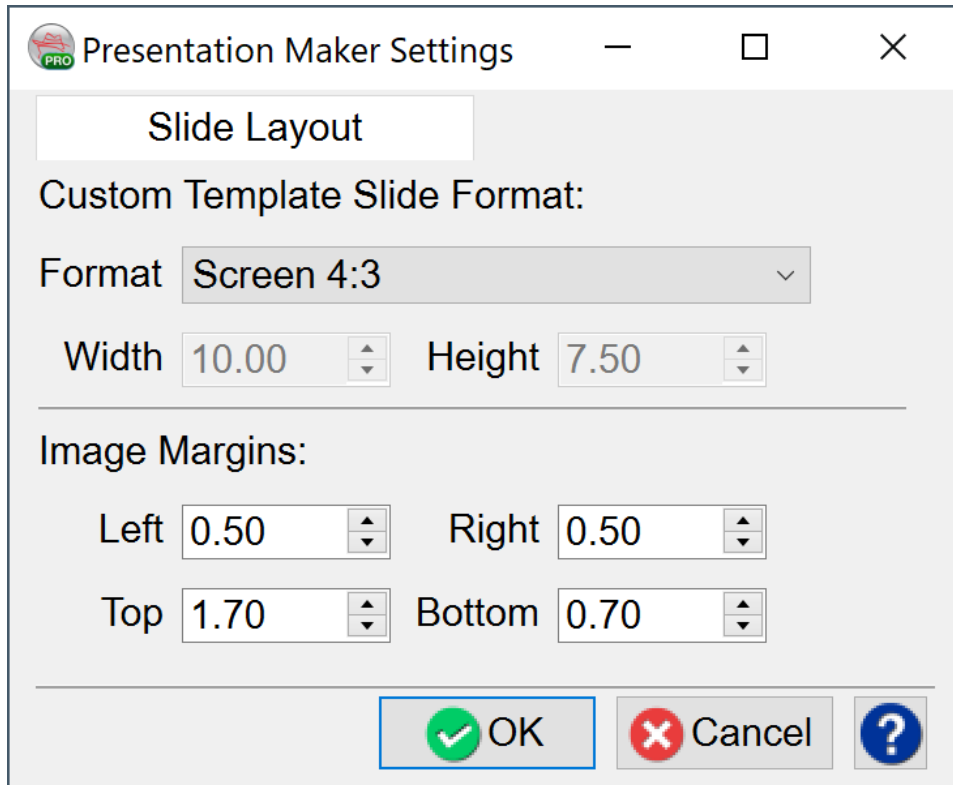 PRO Presentation Maker Settings
Slide Layout
Custom Template Slide Format:
Format Screen 4:3
Width 10.00 Height 7.50
Image Margins:
Left 0.50 Right 0.50
Top 1.70 Bottom 0.70
OK Cancel ?